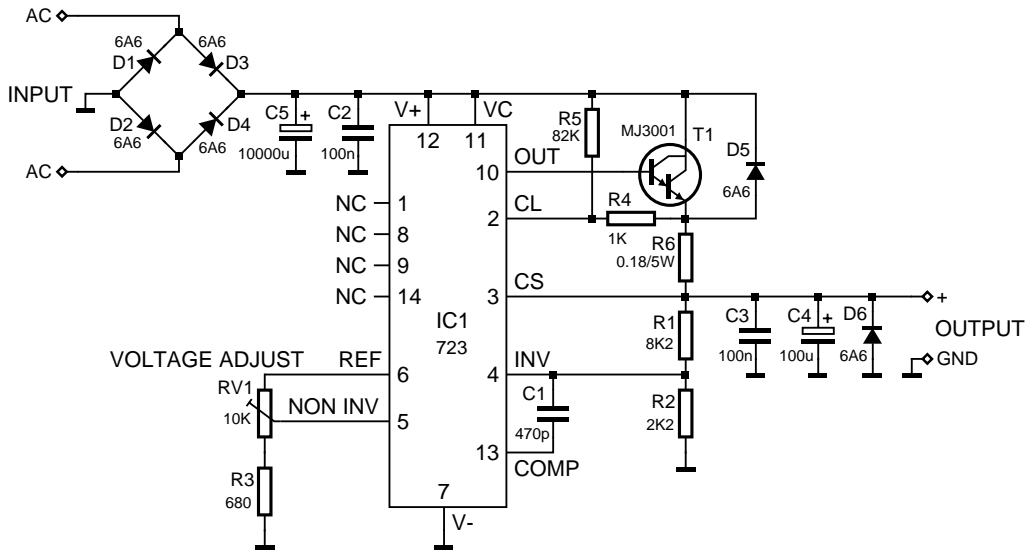 AC
6A6 6A6
D1 D3
INPUT
D2 D4
6A6 6A6
AC
C5 +
10000u
C2
100n
V+ VC
12 11
R5
82K
MJ3001 T1
D5
6A6
OUT
10
NC 1
CL
2
R4
1K
NC 8
R6
0.18/5W
NC 9
NC 14
CS
3
IC1
723
R1
8K2
C3
100n
C4 +
100u
D6
6A6
+
OUTPUT
GND
VOLTAGE ADJUST
REF
6
INV
4
RV1
10K
NON INV
5
C1
470p
R2
2K2
13
COMP
R3
680
7
V-